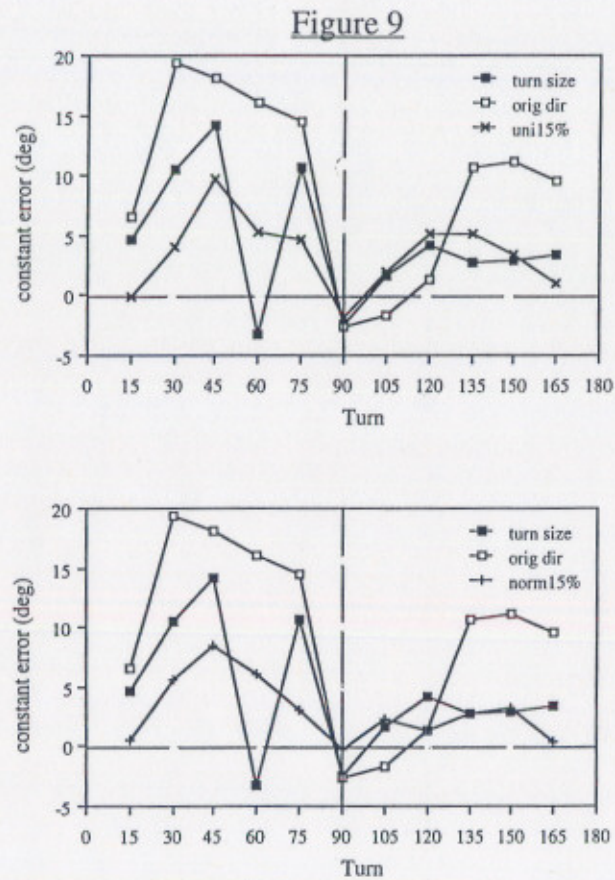 Figure 9
20
15
10
5
0
-5
constant error (deg)
turn size
orig dir
uni15%
0 15 30 45 60 75 90 105 120 135 150 165 180
Turn
20
15
10
5
0
-5
constant error (deg)
turn size
orig dir
norm15%
0 15 30 45 60 75 90 105 120 135 150 165 180
Turn